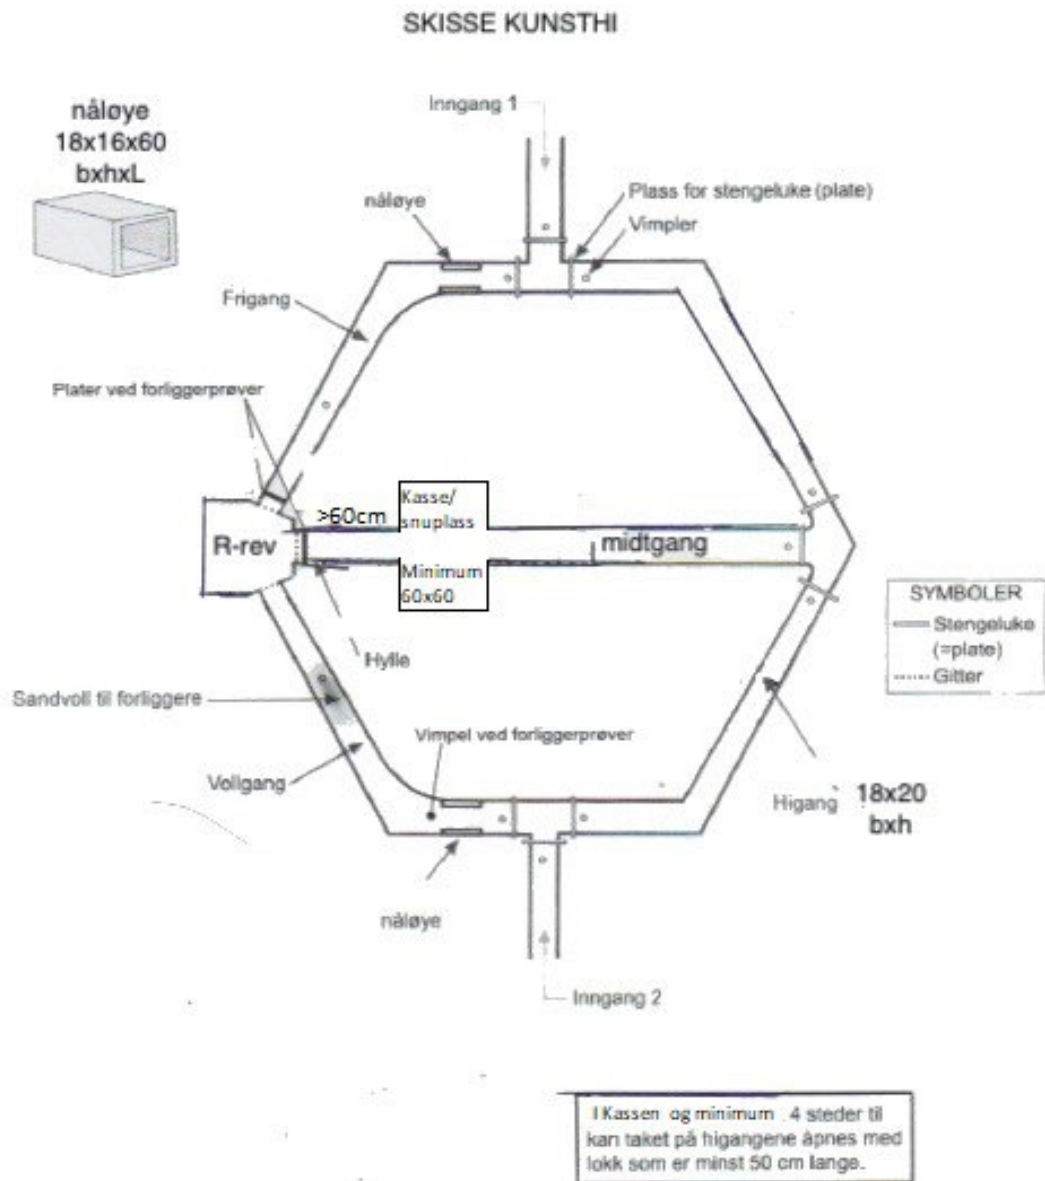 SKISSE KUNSTHI
nåløye
18x16x60
bxhxL
Inngang 1
nåløye
Plass for stengeluke (plate)
Vimpler
Frigang
Plater ved forliggerprøver
>60cm
Kasse/
snuplass
R-rev
midtgang
Minimum
60x60
SYMBOLER
Stengeluke
(=plate)
Gitter
Hylle
Sandvoll til forliggere
Vimpel ved forliggerprøver
Vollgang
Higang
18x20
bxh
nåløye
Inngang 2
I Kassen og minimum 4 steder til
kan taket på higangene åpnes med
lokk som er minst 50 cm lange.